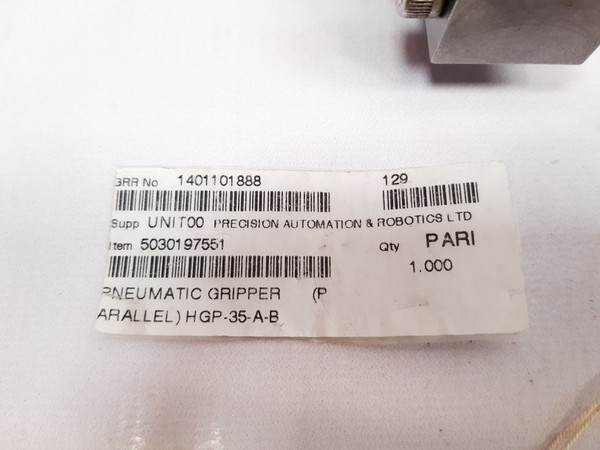 GRR No 1401101888 129
Supp UNIT00 PRECISION AUTOMATION & ROBOTICS LTD
Item 5030197551 Qty PARI
1.000
PNEUMATIC GRIPPER (P
ARALLEL) HGP-35-A-B